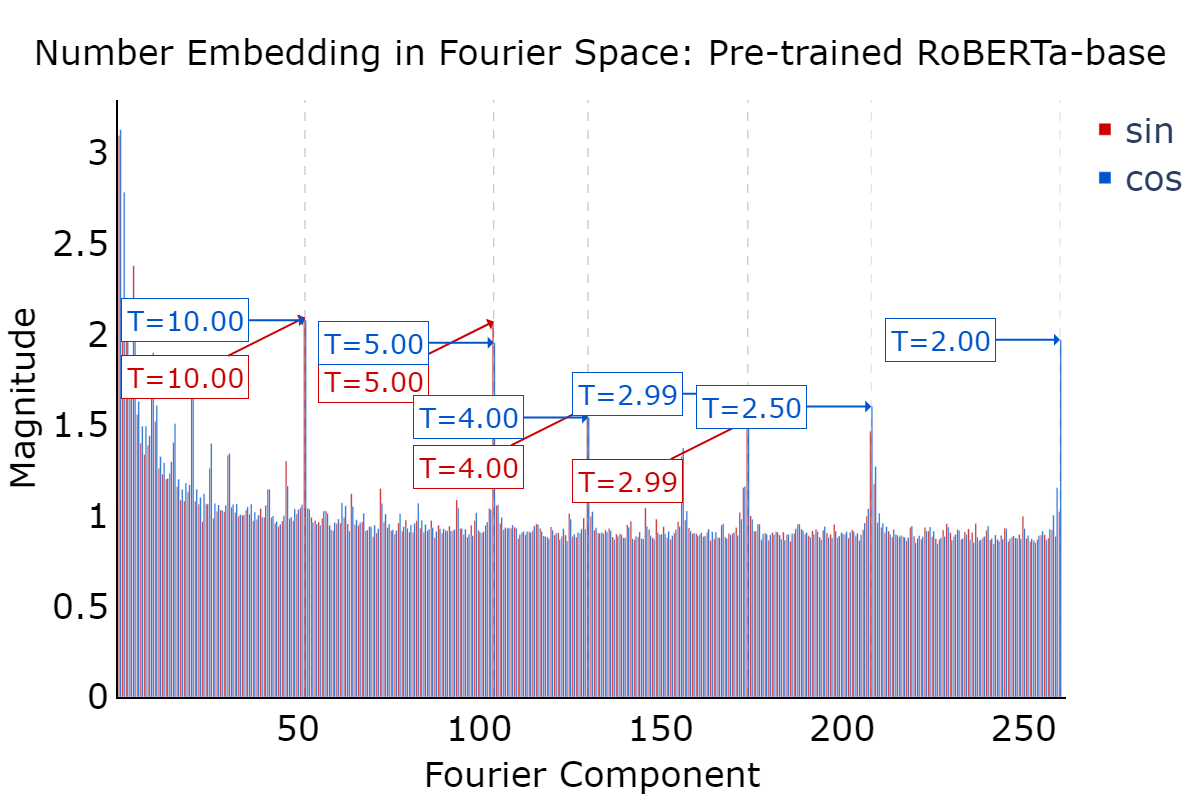 Number Embedding in Fourier Space: Pre-trained RoBERTa-base
sin
cos
Magnitude
3
2.5
2
1.5
1
0.5
0
T=10.00
T=10.00
T=5.00
T=5.00
T=4.00
T=4.00
T=2.99
T=2.99
T=2.50
T=2.00
50
100
150
200
250
Fourier Component